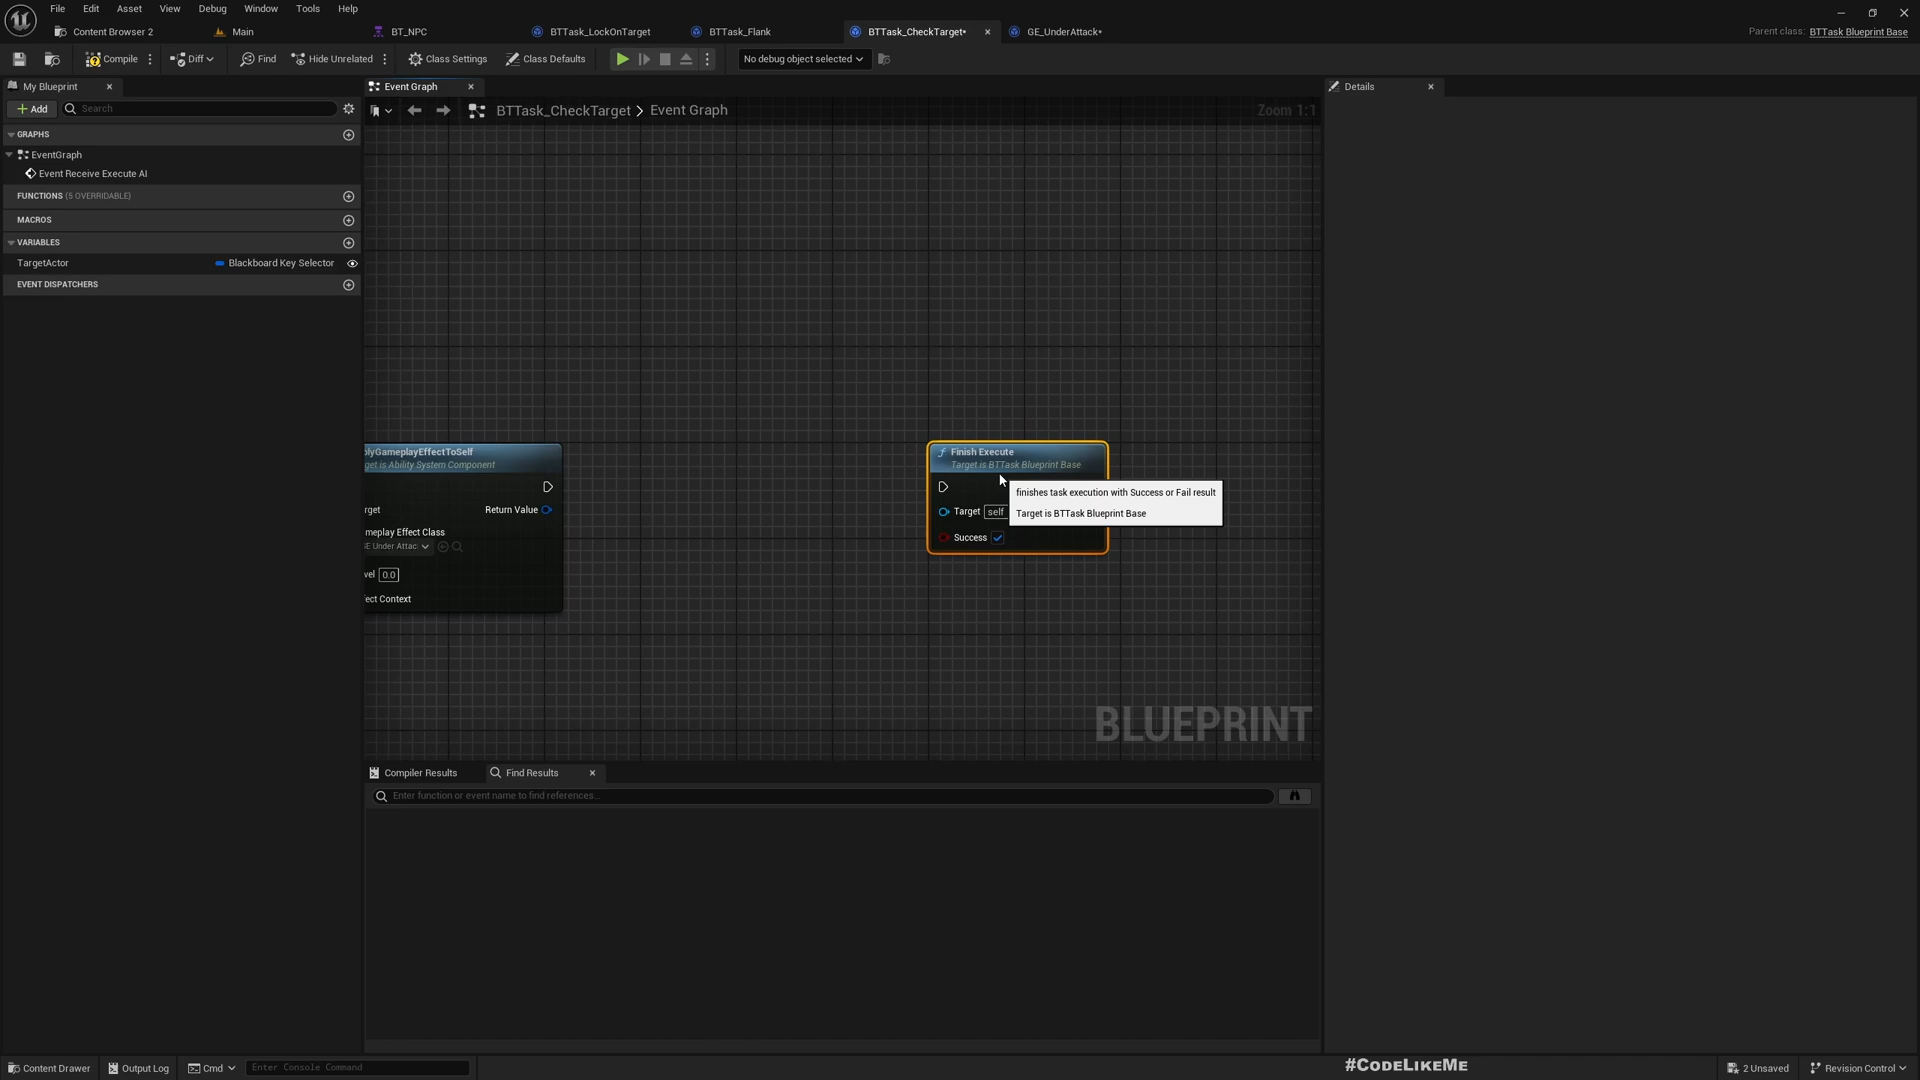 File Edit Asset View Debug Window Tools Help
Content Browser 2 Main BT_NPC BTTask_LockOnTarget BTTask_Flank BTTask_CheckTarget• GE_UnderAttack• Parent class: BTTask Blueprint Base
Compile Diff Find Hide Unrelated Class Settings Class Defaults No debug object selected
My Blueprint Event Graph Details
Add Search BTTask_CheckTarget > Event Graph Zoom 1:1
GRAPHS
EventGraph
Event Receive Execute AI
FUNCTIONS (5 OVERRIDABLE)
MACROS
VARIABLES
TargetActor Blackboard Key Selector
EVENT DISPATCHERS
plyGameplayEffectToSelf
get is Ability System Component
rget Return Value
meplay Effect Class
E Under Attac
vel 0.0
ect Context
Finish Execute
Target is BTTask Blueprint Base
Target self
Success
finishes task execution with Success or Fail result
Target is BTTask Blueprint Base
BLUEPRINT
Compiler Results Find Results
Enter function or event name to find references...
Content Drawer Output Log Cmd Enter Console Command #CODELIKEME 2 Unsaved Revision Control